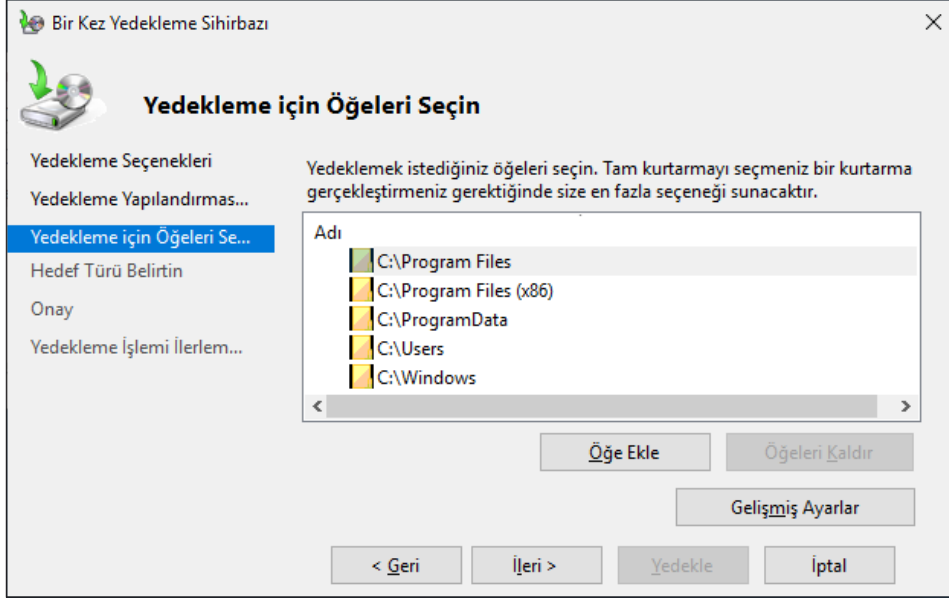 Bir Kez Yedekleme Sihirbazı
Yedekleme için Öğeleri Seçin
Yedekleme Seçenekleri
Yedekleme Yapılandırmas...
Yedekleme için Öğeleri Se...
Hedef Türü Belirtin
Onay
Yedekleme İşlemi İlerlem...
Yedeklemek istediğiniz öğeleri seçin. Tam kurtarmayı seçmeniz bir kurtarma
gerçekleştirmeniz gerektiğinde size en fazla seçeneği sunacaktır.
Adı
C:\Program Files
C:\Program Files (x86)
C:\ProgramData
C:\Users
C:\Windows
Öğe Ekle
Öğeleri Kaldır
Gelişmiş Ayarlar
< Geri
İleri >
Yedekle
İptal